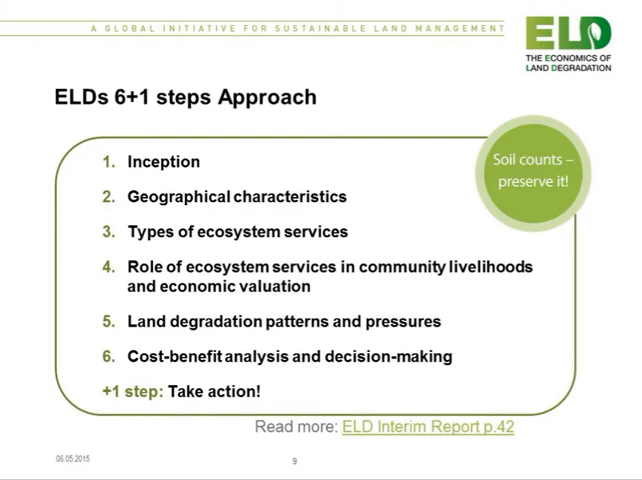 A GLOBAL INITIATIVE FOR SUSTAINABLE LAND MANAGEMENT
ELD
THE ECONOMICS OF
LAND DEGRADATION
ELDs 6+1 steps Approach
Soil counts –
preserve it!
1. Inception
2. Geographical characteristics
3. Types of ecosystem services
4. Role of ecosystem services in community livelihoods
and economic valuation
5. Land degradation patterns and pressures
6. Cost-benefit analysis and decision-making
+1 step: Take action!
Read more: ELD Interim Report p.42
06.05.2015
9